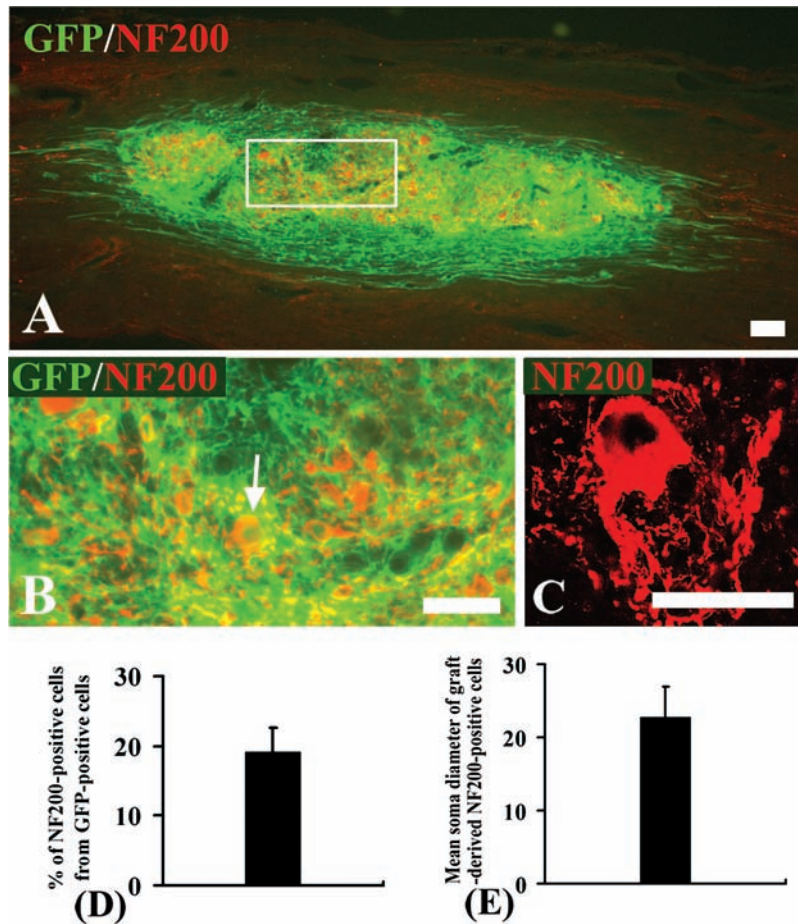 GFP/NF200
A
GFP/NF200
B
NF200
C
30
20
10
0
% of NF200-positive cells
from GFP-positive cells
(D)
30
20
10
0
Mean soma diameter of graft
-derived NF200-positive cells
(E)